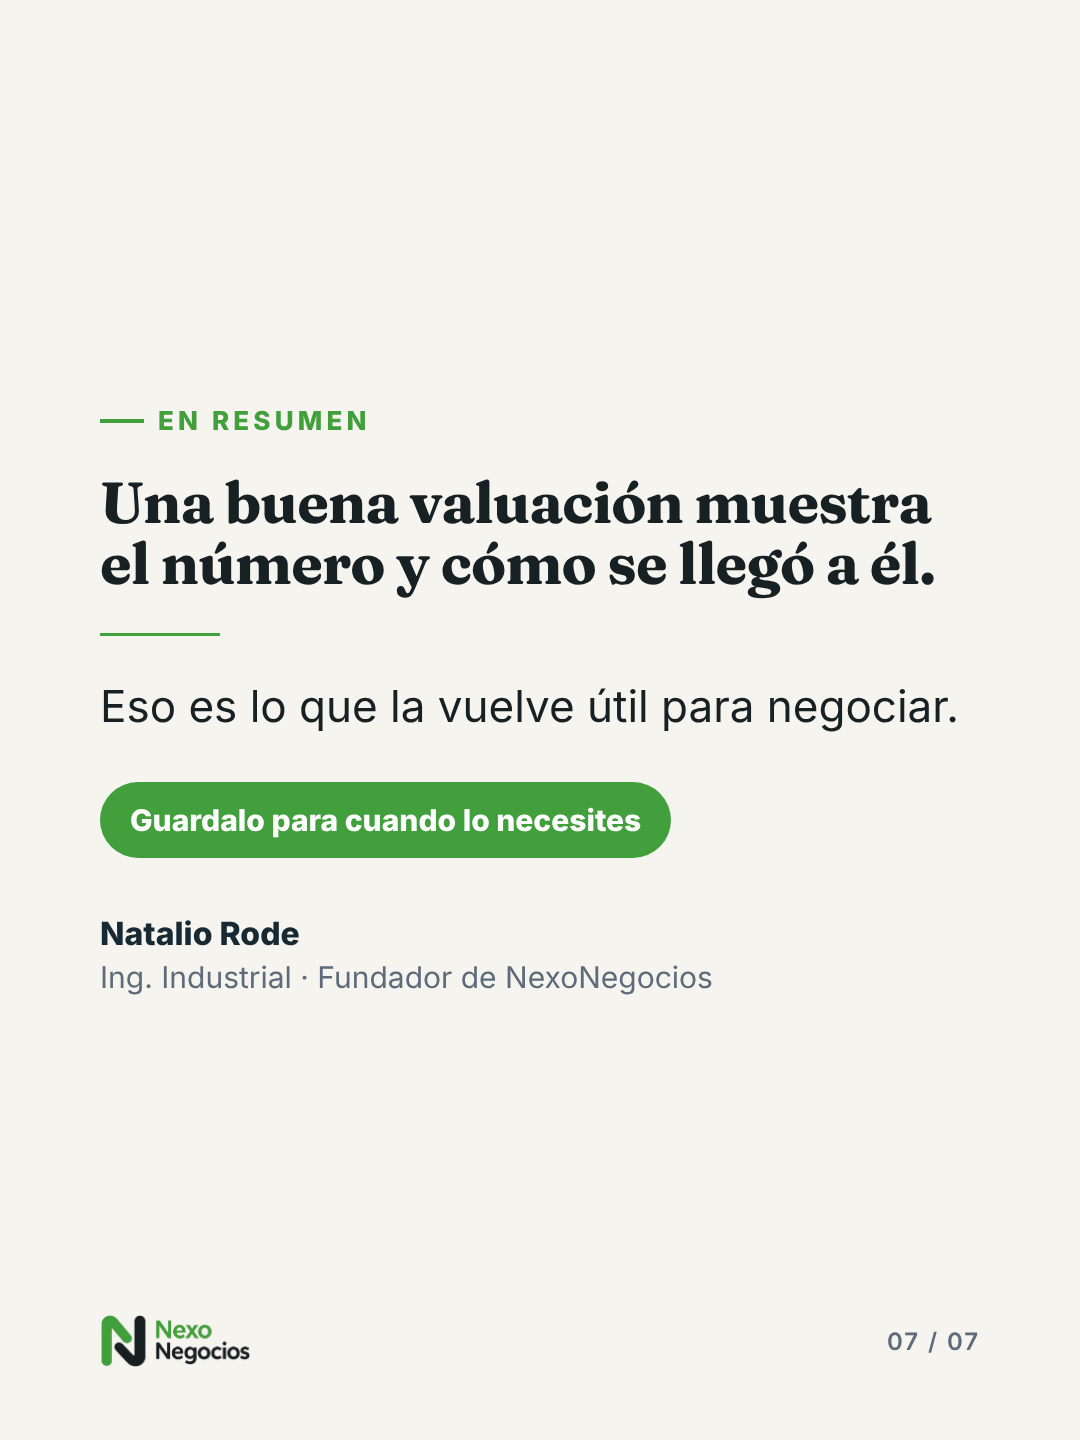 EN RESUMEN
Una buena valuación muestra
el número y cómo se llegó a él.
Eso es lo que la vuelve útil para negociar.
Guardalo para cuando lo necesites
Natalio Rode
Ing. Industrial · Fundador de NexoNegocios
Nexo
Negocios
07 / 07